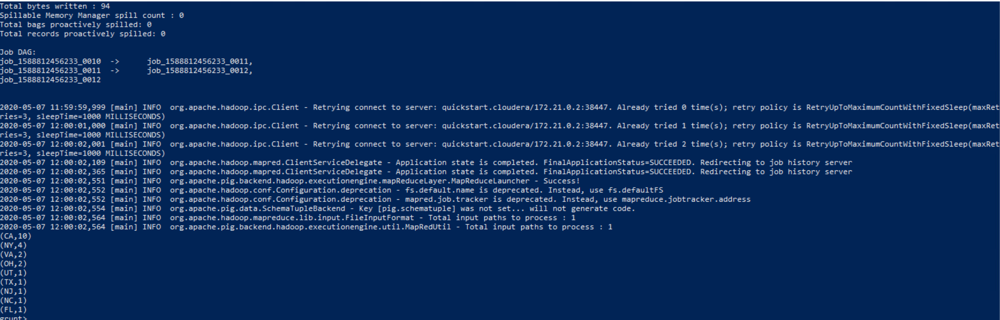 Total bytes written : 94
Spillable Memory Manager spill count : 0
Total bags proactively spilled: 0
Total records proactively spilled: 0
Job DAG:
job_1588812456233_0010  ->      job_1588812456233_0011,
job_1588812456233_0011  ->      job_1588812456233_0012,
job_1588812456233_0012
2020-05-07 11:59:59,999 [main] INFO  org.apache.hadoop.ipc.Client - Retrying connect to server: quickstart.cloudera/172.21.0.2:38447. Already tried 0 time(s); retry policy is RetryUpToMaximumCountWithFixedSleep(maxRet
ries=3, sleepTime=1000 MILLISECONDS)
2020-05-07 12:00:01,000 [main] INFO  org.apache.hadoop.ipc.Client - Retrying connect to server: quickstart.cloudera/172.21.0.2:38447. Already tried 1 time(s); retry policy is RetryUpToMaximumCountWithFixedSleep(maxRet
ries=3, sleepTime=1000 MILLISECONDS)
2020-05-07 12:00:02,001 [main] INFO  org.apache.hadoop.ipc.Client - Retrying connect to server: quickstart.cloudera/172.21.0.2:38447. Already tried 2 time(s); retry policy is RetryUpToMaximumCountWithFixedSleep(maxRet
ries=3, sleepTime=1000 MILLISECONDS)
2020-05-07 12:00:02,109 [main] INFO  org.apache.hadoop.mapred.ClientServiceDelegate - Application state is completed. FinalApplicationStatus=SUCCEEDED. Redirecting to job history server
2020-05-07 12:00:02,365 [main] INFO  org.apache.hadoop.mapred.ClientServiceDelegate - Application state is completed. FinalApplicationStatus=SUCCEEDED. Redirecting to job history server
2020-05-07 12:00:02,551 [main] INFO  org.apache.pig.backend.hadoop.executionengine.mapReduceLayer.MapReduceLauncher - Success!
2020-05-07 12:00:02,552 [main] INFO  org.apache.hadoop.conf.Configuration.deprecation - fs.default.name is deprecated. Instead, use fs.defaultFS
2020-05-07 12:00:02,552 [main] INFO  org.apache.hadoop.conf.Configuration.deprecation - mapred.job.tracker is deprecated. Instead, use mapreduce.jobtracker.address
2020-05-07 12:00:02,554 [main] INFO  org.apache.pig.data.SchemaTupleBackend - Key [pig.schematuple] was not set... will not generate code.
2020-05-07 12:00:02,564 [main] INFO  org.apache.hadoop.mapreduce.lib.input.FileInputFormat - Total input paths to process : 1
2020-05-07 12:00:02,564 [main] INFO  org.apache.pig.backend.hadoop.executionengine.util.MapRedUtil - Total input paths to process : 1
(CA,10)
(NY,4)
(VA,2)
(OH,2)
(UT,1)
(TX,1)
(NJ,1)
(NC,1)
(FL,1)
grunt>